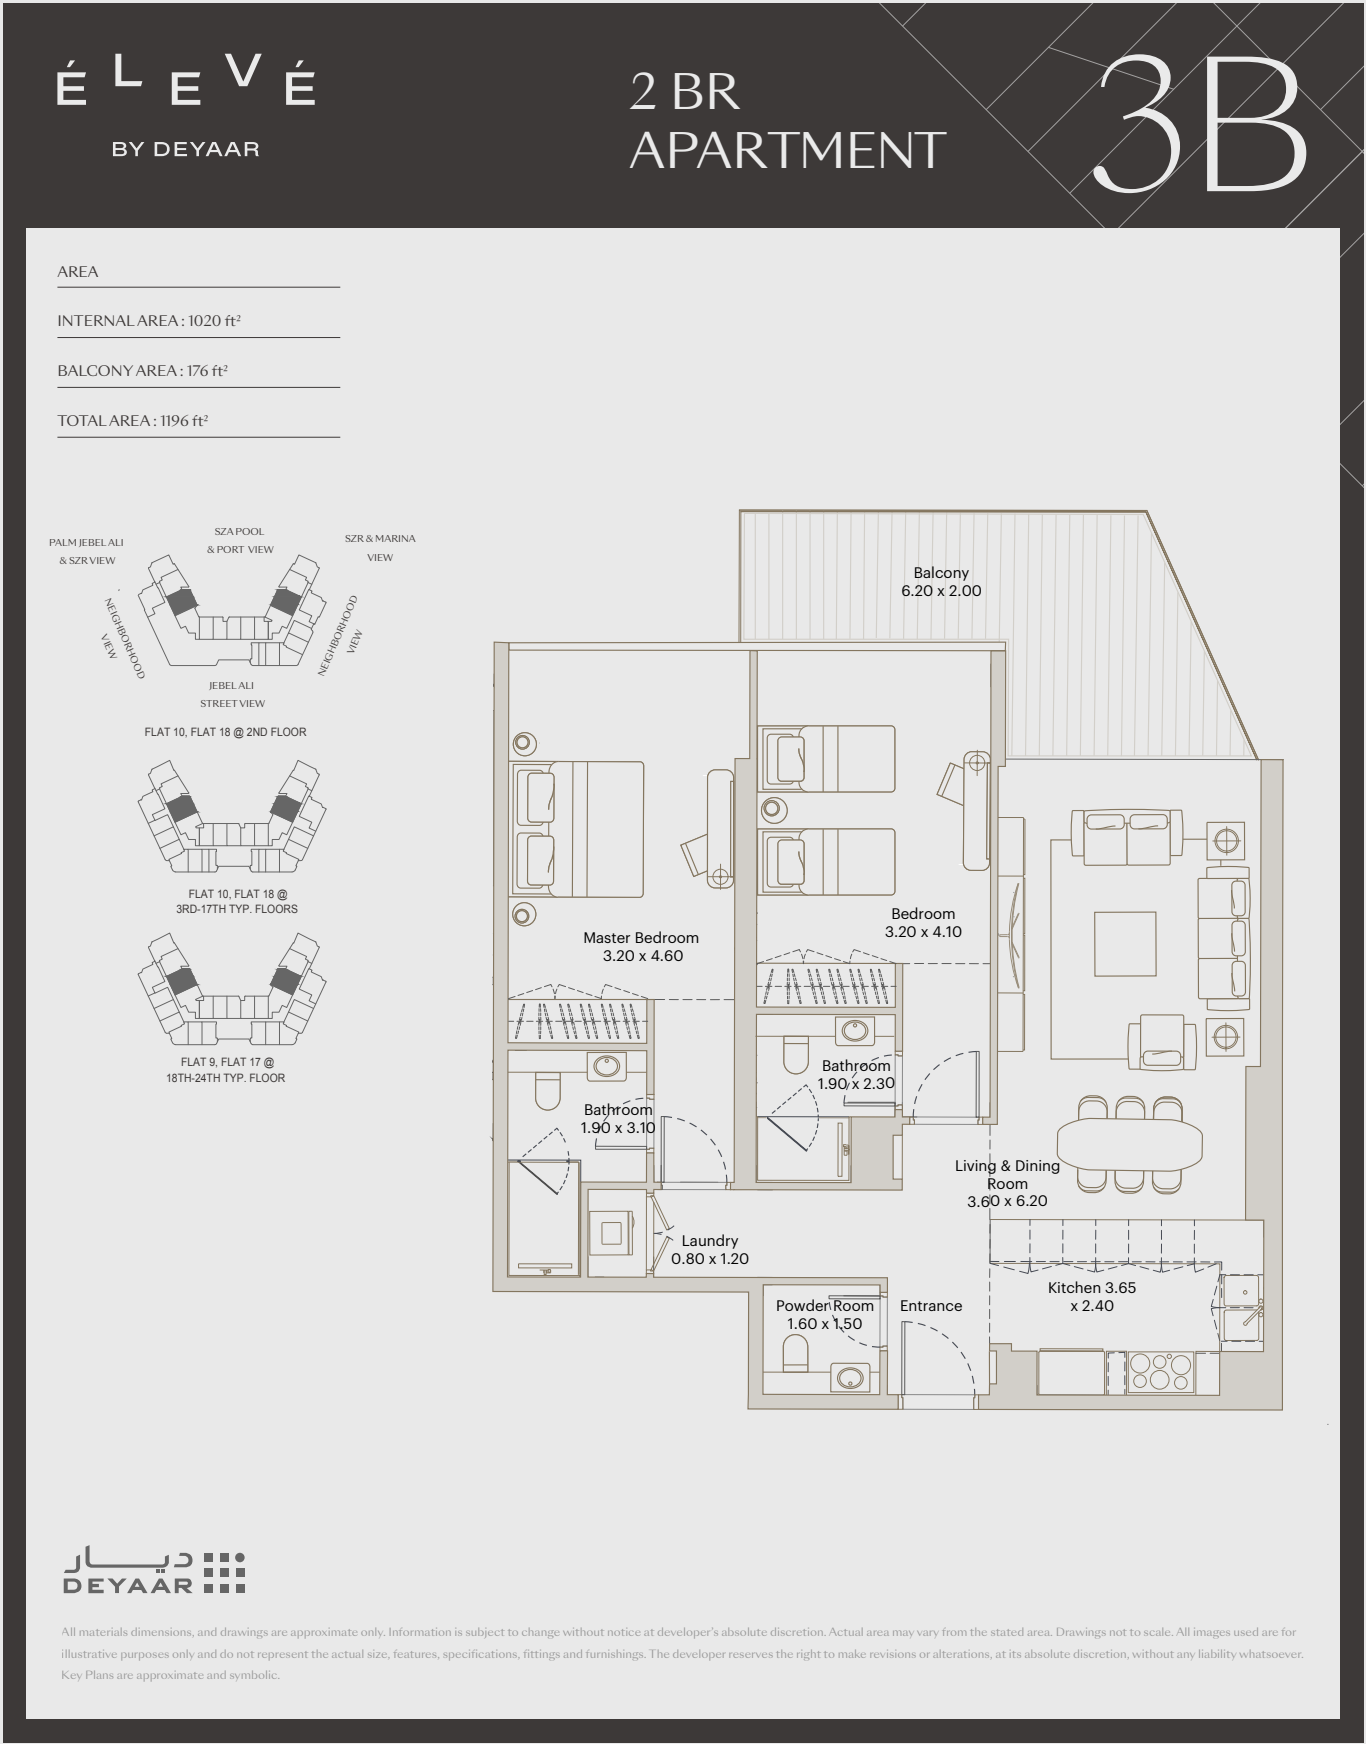 ÉLEVÉ
BY DEYAAR
2 BR
APARTMENT
3B
AREA
INTERNAL AREA : 1020 ft²
BALCONY AREA : 176 ft²
TOTAL AREA : 1196 ft²
PALM JEBEL ALI
& SZR VIEW
SZA POOL
& PORT VIEW
SZR & MARINA
VIEW
NEIGHBORHOOD
VIEW
NEIGHBORHOOD
VIEW
JEBEL ALI
STREET VIEW
FLAT 10, FLAT 18 @ 2ND FLOOR
FLAT 10, FLAT 18 @
3RD-17TH TYP. FLOORS
FLAT 9, FLAT 17 @
18TH-24TH TYP. FLOOR
Balcony
6.20 x 2.00
Bedroom
3.20 x 4.10
Master Bedroom
3.20 x 4.60
Bathroom
1.90 x 2.30
Bathroom
1.90 x 3.10
Living & Dining
Room
3.60 x 6.20
Laundry
0.80 x 1.20
Kitchen 3.65
x 2.40
Powder Room
1.60 x 1.50
Entrance
ديار
DEYAAR
All materials dimensions, and drawings are approximate only. Information is subject to change without notice at developer's absolute discretion. Actual area may vary from the stated area. Drawings not to scale. All images used are for
illustrative purposes only and do not represent the actual size, features, specifications, fittings and furnishings. The developer reserves the right to make revisions or alterations, at its absolute discretion, without any liability whatsoever.
Key Plans are approximate and symbolic.